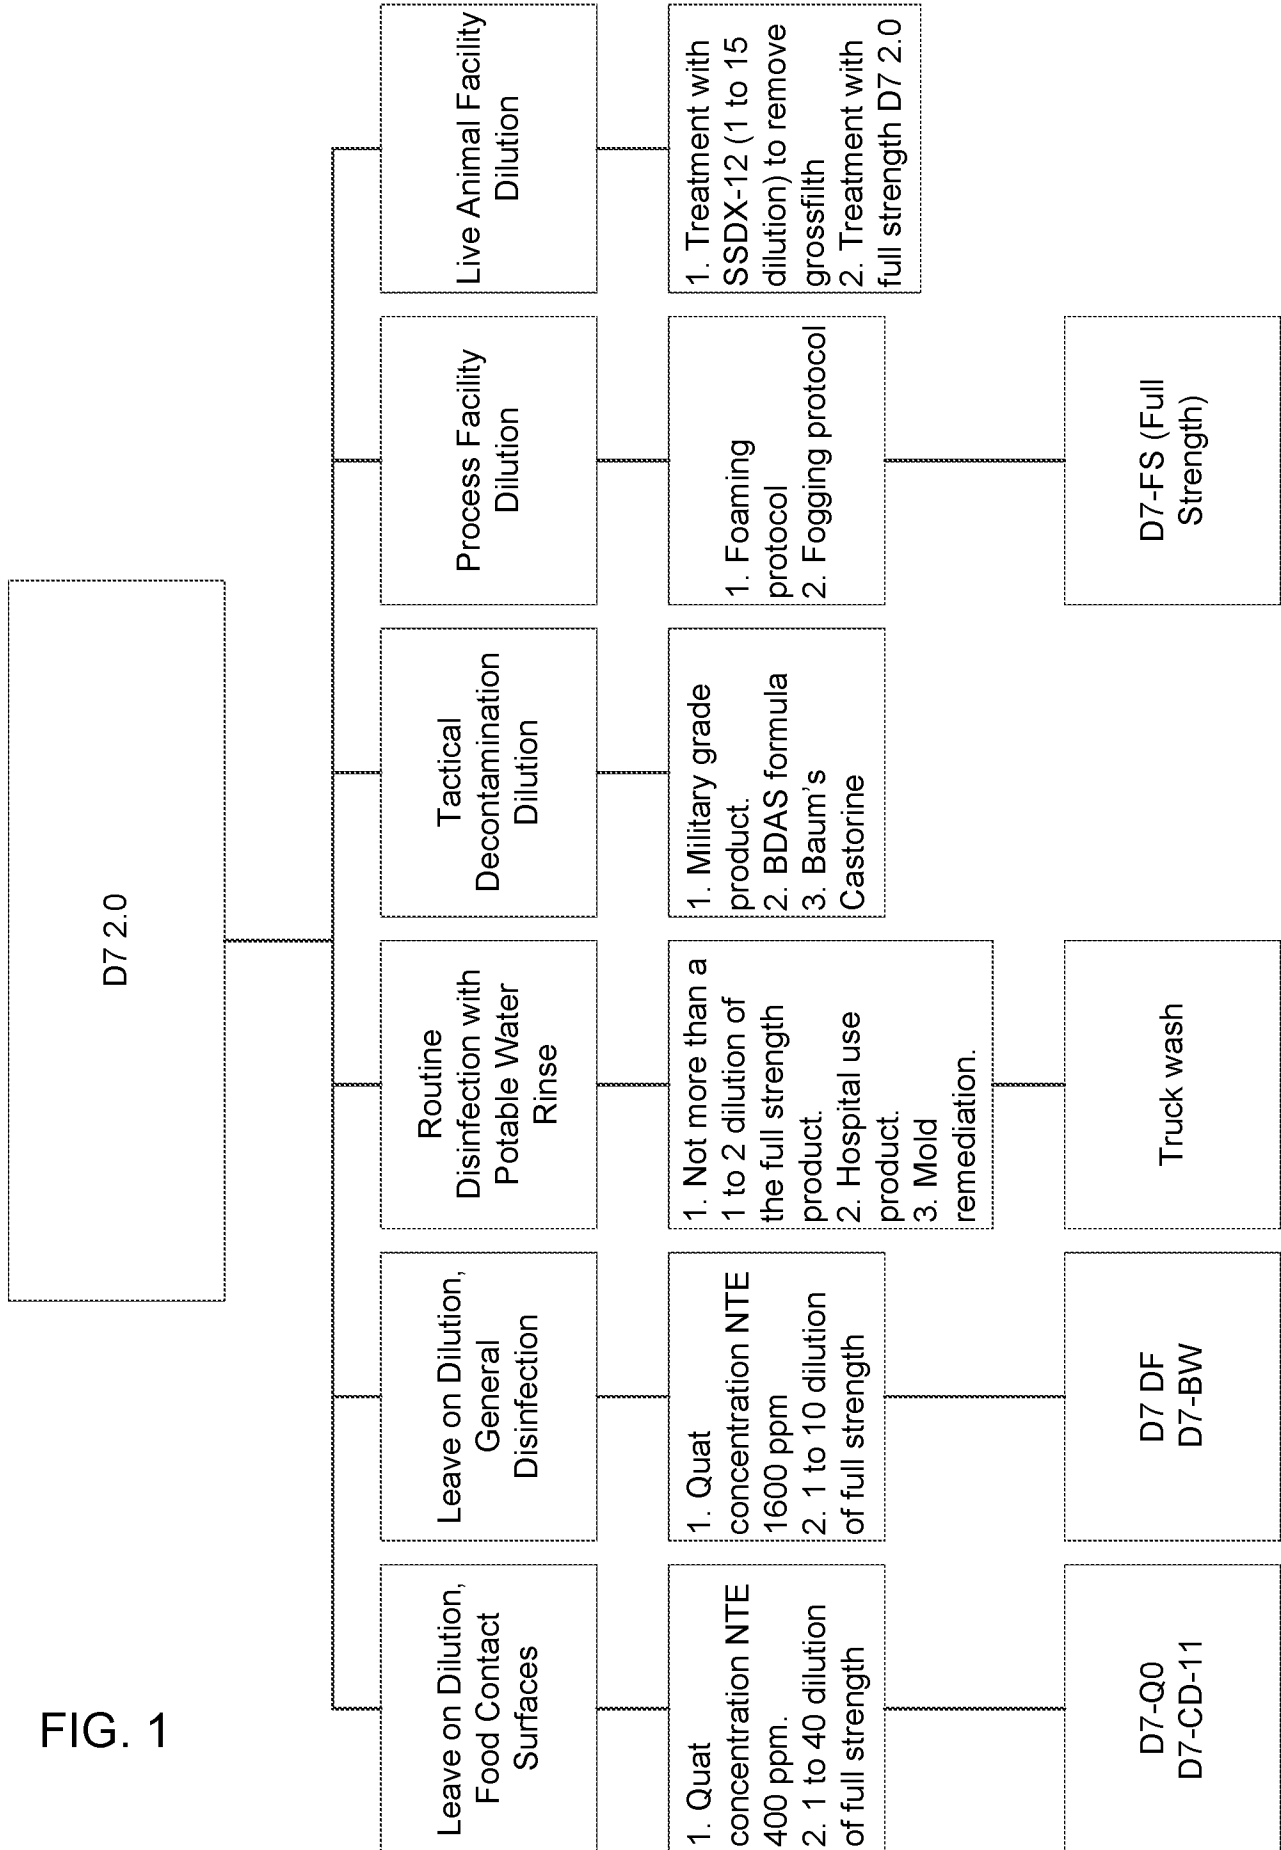 FIG. 1
D7 2.0
Leave on Dilution,
Food Contact
Surfaces
Leave on Dilution,
General
Disinfection
Routine
Disinfection with
Potable Water
Rinse
Tactical
Decontamination
Dilution
Process Facility
Dilution
Live Animal Facility
Dilution
1. Quat
concentration NTE
400 ppm.
2. 1 to 40 dilution
of full strength
1. Quat
concentration NTE
1600 ppm
2. 1 to 10 dilution
of full strength
1. Not more than a
1 to 2 dilution of
the full strength
product.
2. Hospital use
product.
3. Mold
remediation.
1. Military grade
product.
2. BDAS formula
3. Baum's
Castorine
1. Foaming
protocol
2. Fogging protocol
1. Treatment with
SSDX-12 (1 to 15
dilution) to remove
grossfilth
2. Treatment with
full strength D7 2.0
D7-Q0
D7-CD-11
D7 DF
D7-BW
Truck wash
D7-FS (Full
Strength)